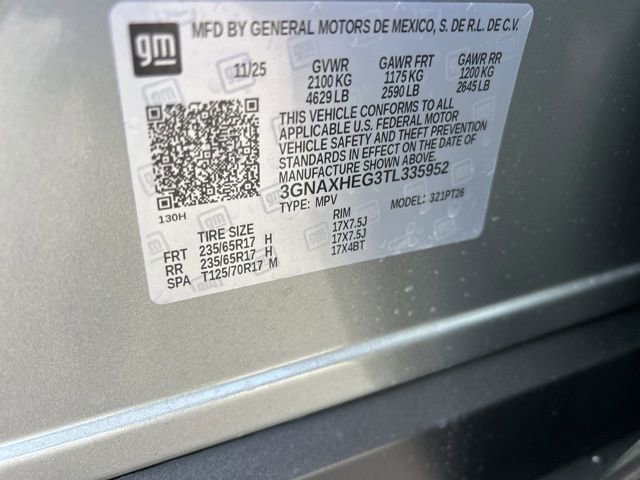 gm
MFD BY GENERAL MOTORS DE MEXICO, S. DE R.L. DE C.V.
11/25 GVWR GAWR FRT GAWR RR
2100 KG 1175 KG 1200 KG
4629 LB 2590 LB 2645 LB
THIS VEHICLE CONFORMS TO ALL
APPLICABLE U.S. FEDERAL MOTOR
VEHICLE SAFETY AND THEFT PREVENTION
STANDARDS IN EFFECT ON THE DATE OF
MANUFACTURE SHOWN ABOVE.
3GNAXHEG3TL335952
TYPE: MPV MODEL: 321PT26
130H
TIRE SIZE RIM
FRT 235/65R17 H 17X7.5J
RR 235/65R17 H 17X7.5J
SPA T125/70R17 M 17X4BT